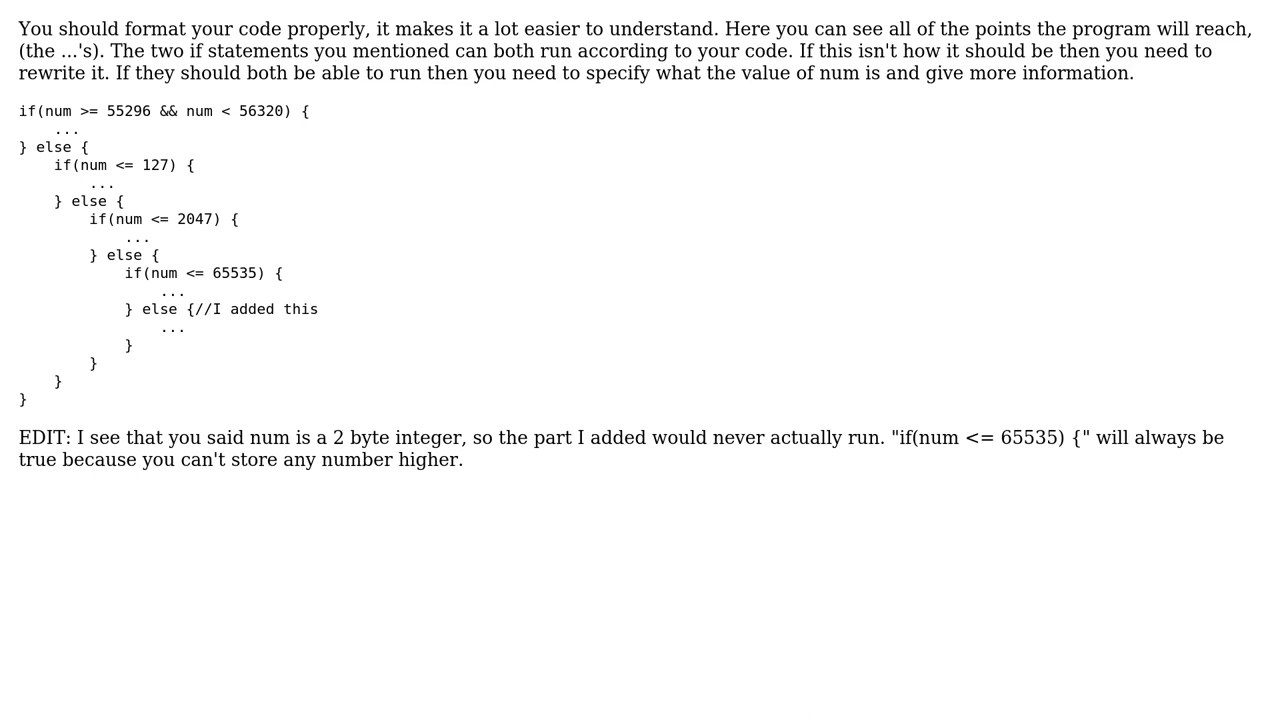 You should format your code properly, it makes it a lot easier to understand. Here you can see all of the points the program will reach,
(the ...'s). The two if statements you mentioned can both run according to your code. If this isn't how it should be then you need to
rewrite it. If they should both be able to run then you need to specify what the value of num is and give more information.
if(num >= 55296 && num < 56320) {
    ...
} else {
    if(num <= 127) {
        ...
    } else {
        if(num <= 2047) {
            ...
        } else {
            if(num <= 65535) {
                ...
            } else {//I added this
                ...
            }
        }
    }
}
EDIT: I see that you said num is a 2 byte integer, so the part I added would never actually run. "if(num <= 65535) {" will always be
true because you can't store any number higher.